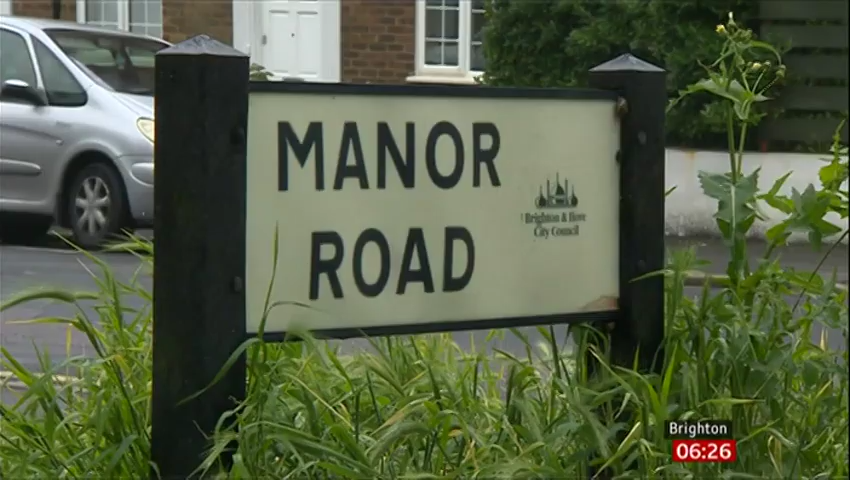 MANOR
ROAD
Brighton & Hove
City Council
Brighton
06:26